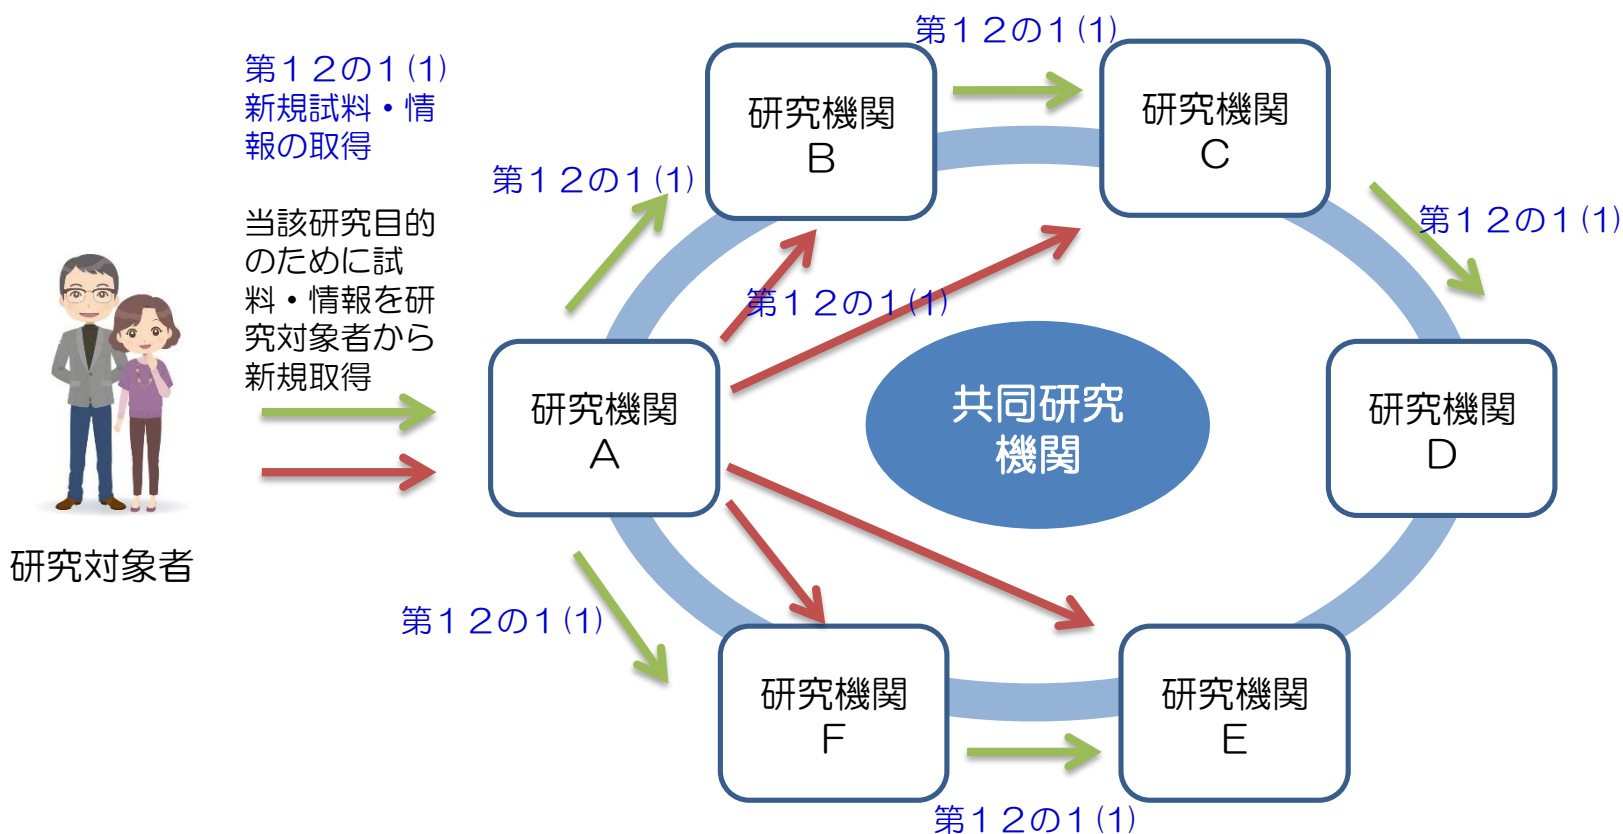 第１２の１(1)
新規試料・情
報の取得
当該研究目的
のために試
料・情報を研
究対象者から
新規取得
研究対象者
第１２の１(1)
第１２の１(1)
第１２の１(1)
第１２の１(1)
第１２の１(1)
第１２の１(1)
研究機関
B
研究機関
C
研究機関
A
共同研究
機関
研究機関
D
研究機関
F
研究機関
E